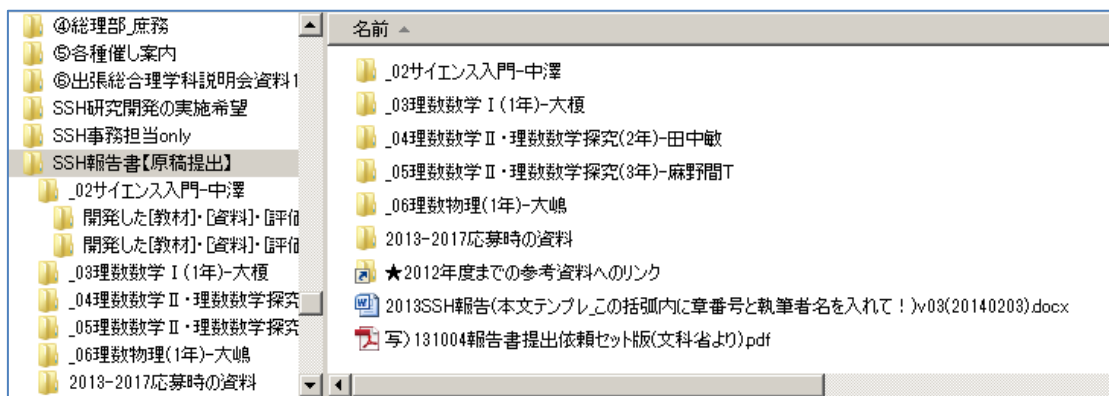 ④総理部_庶務
⑤各種催し案内
⑥出張総合理学科説明会資料1
SSH研究開発の実施希望
SSH事務担当only
SSH報告書【原稿提出】
_02サイエンス入門-中澤
開発した[教材]・[資料]・[評価
開発した[教材]・[資料]・[評価
_03理数数学Ⅰ(1年)-大榎
_04理数数学Ⅱ・理数数学探究
_05理数数学Ⅱ・理数数学探究
_06理数物理(1年)-大嶋
2013-2017応募時の資料
名前
_02サイエンス入門-中澤
_03理数数学Ⅰ(1年)-大榎
_04理数数学Ⅱ・理数数学探究(2年)-田中敏
_05理数数学Ⅱ・理数数学探究(3年)-麻野間T
_06理数物理(1年)-大嶋
2013-2017応募時の資料
★2012年度までの参考資料へのリンク
2013SSH報告(本文テンプレ_この括弧内に章番号と執筆者名を入れて！)v03(20140203).docx
写)131004報告書提出依頼セット版(文科省より).pdf